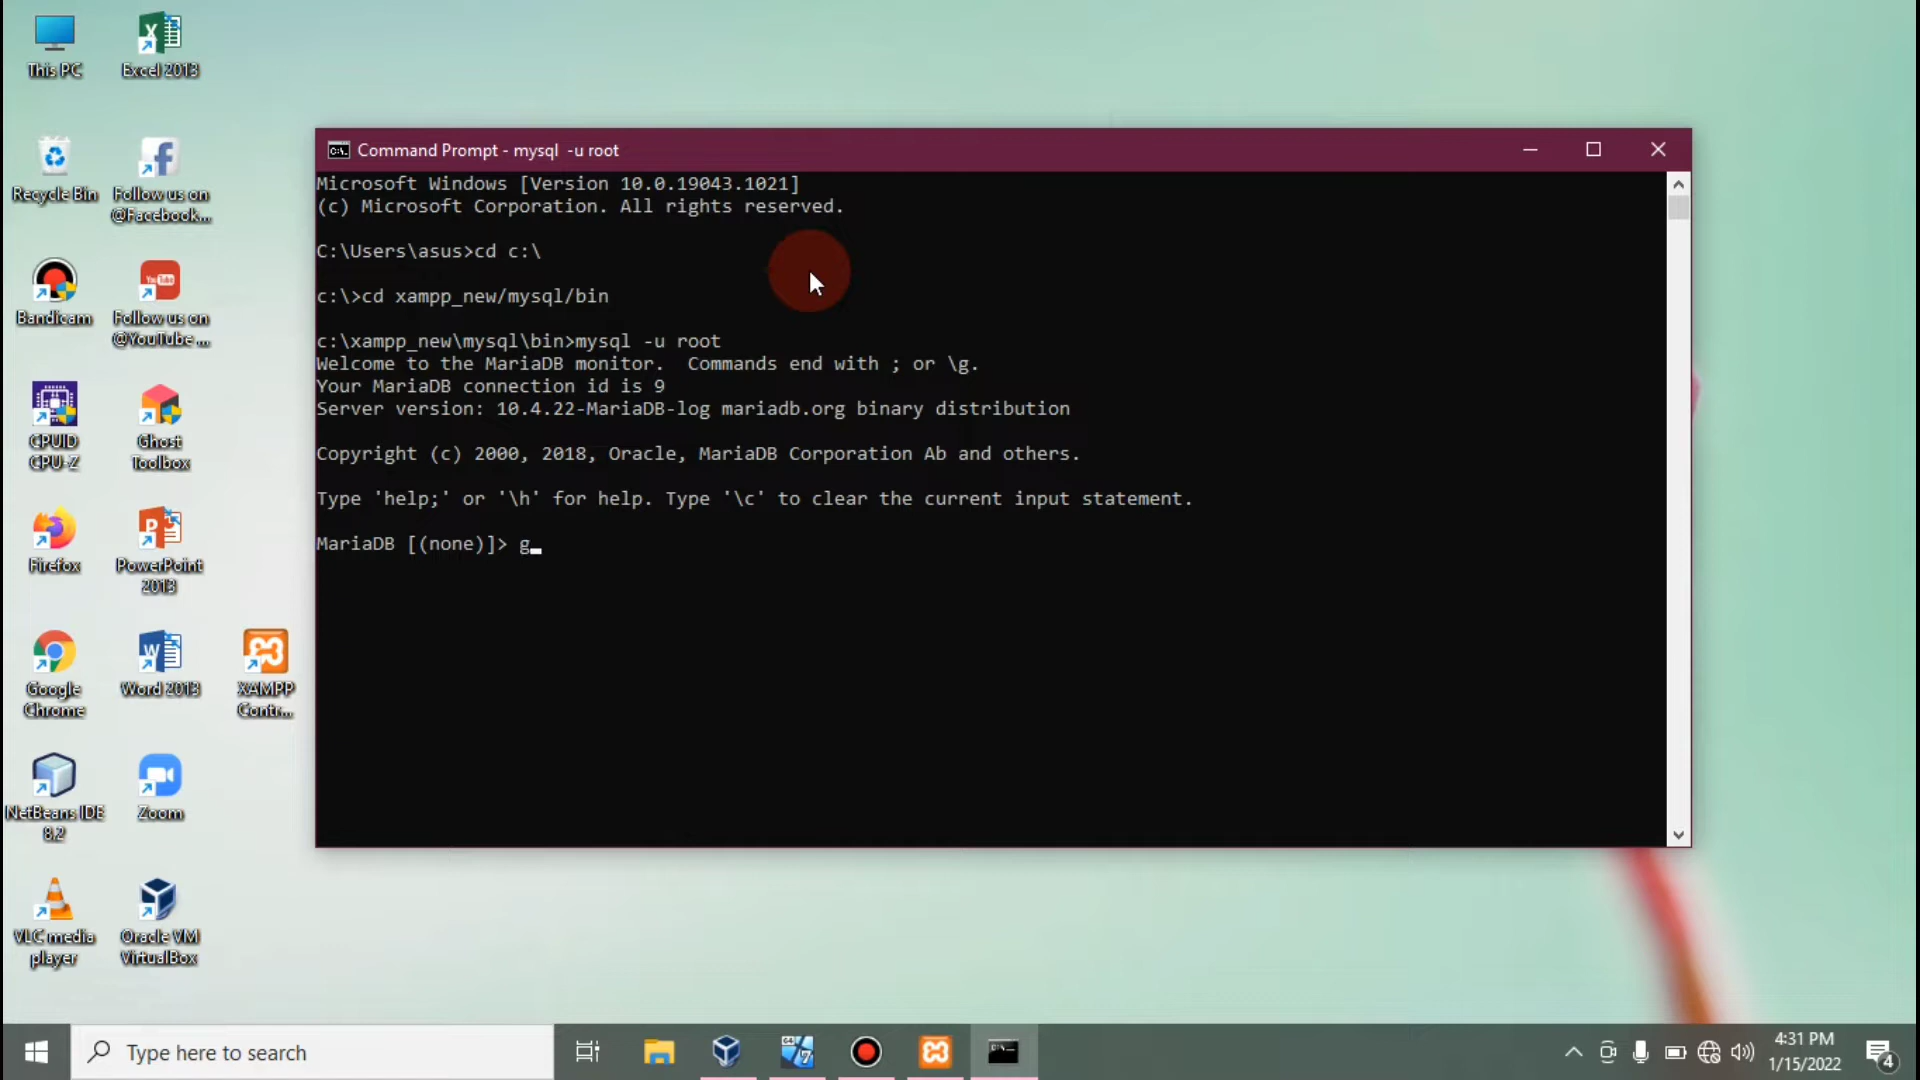 This PC
Excel 2013
Recycle Bin
Follow us on
@Facebook...
Bandicam
Follow us on
@YouTube ...
CPUID
CPU-Z
Ghost
Toolbox
Firefox
PowerPoint
2013
Google
Chrome
Word 2013
XAMPP
Contr...
NetBeans IDE
8.2
Zoom
VLC media
player
Oracle VM
VirtualBox
Command Prompt - mysql  -u root
Microsoft Windows [Version 10.0.19043.1021]
(c) Microsoft Corporation. All rights reserved.
C:\Users\asus>cd c:\
c:\>cd xampp_new/mysql/bin
c:\xampp_new\mysql\bin>mysql -u root
Welcome to the MariaDB monitor.  Commands end with ; or \g.
Your MariaDB connection id is 9
Server version: 10.4.22-MariaDB-log mariadb.org binary distribution
Copyright (c) 2000, 2018, Oracle, MariaDB Corporation Ab and others.
Type 'help;' or '\h' for help. Type '\c' to clear the current input statement.
MariaDB [(none)]> g
Type here to search
4:31 PM
1/15/2022
4